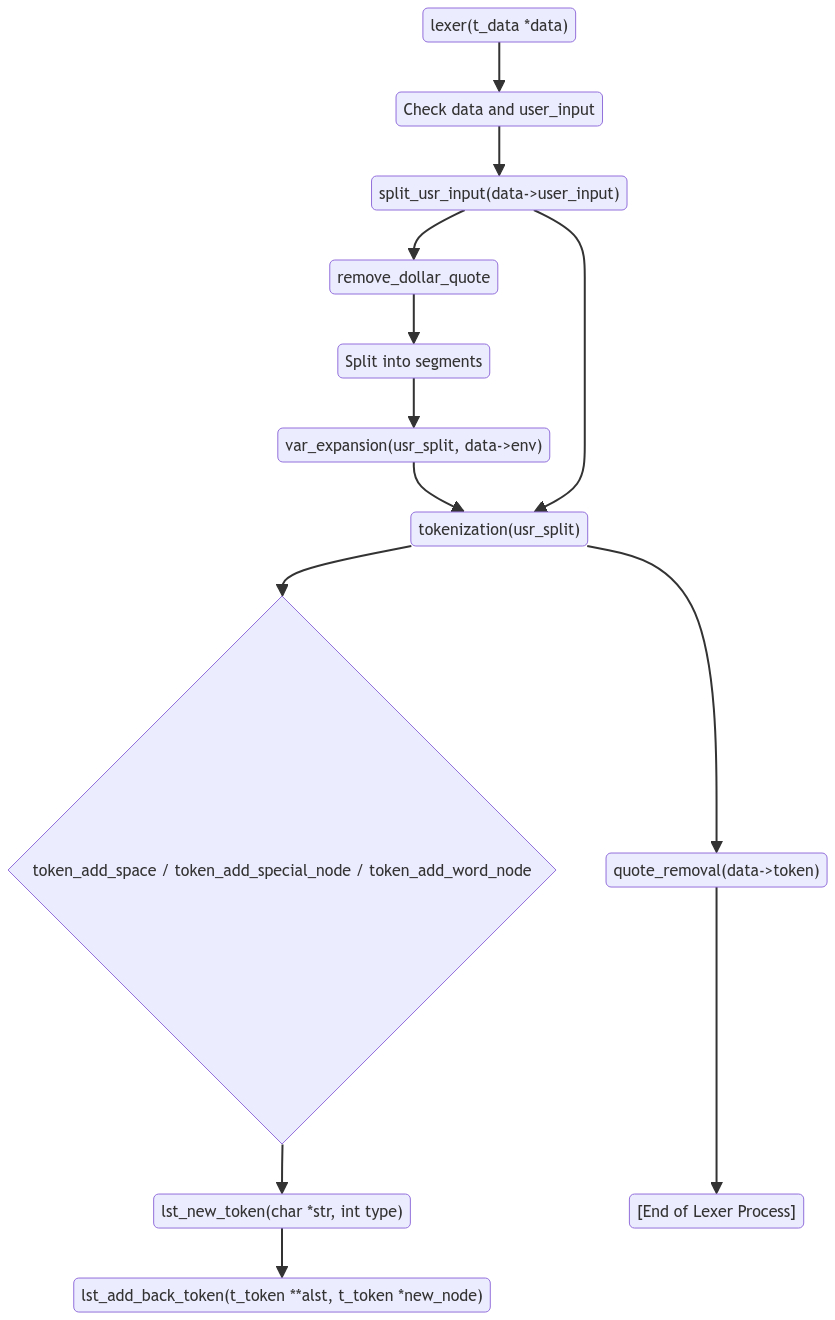 lexer(t_data *data)
Check data and user_input
split_usr_input(data->user_input)
remove_dollar_quote
Split into segments
var_expansion(usr_split, data->env)
tokenization(usr_split)
token_add_space / token_add_special_node / token_add_word_node
quote_removal(data->token)
lst_new_token(char *str, int type)
[End of Lexer Process]
lst_add_back_token(t_token **alst, t_token *new_node)